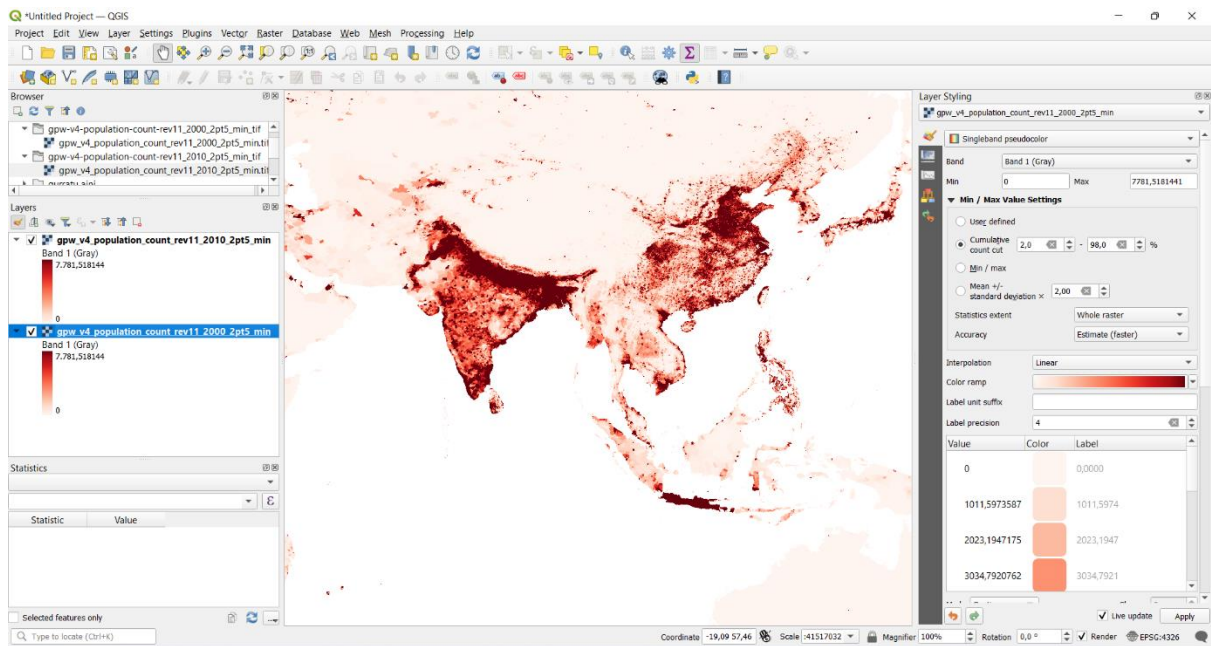 *Untitled Project — QGIS
Project Edit View Layer Settings Plugins Vector Raster Database Web Mesh Processing Help
Browser
gpw-v4-population-count-rev11_2000_2pt5_min_tif
gpw_v4_population_count_rev11_2000_2pt5_min.tif
gpw-v4-population-count-rev11_2010_2pt5_min_tif
gpw_v4_population_count_rev11_2010_2pt5_min.tif
qurratu aini
Layers
gpw_v4_population_count_rev11_2010_2pt5_min
Band 1 (Gray)
7.781,518144
0
gpw_v4_population_count_rev11_2000_2pt5_min
Band 1 (Gray)
7.781,518144
0
Statistics
Statistic Value
Selected features only
Type to locate (Ctrl+K)
Coordinate -19,09 57,46 Scale :41517032 Magnifier 100% Rotation 0,0 ° Render EPSG:4326
Layer Styling
gpw_v4_population_count_rev11_2000_2pt5_min
Singleband pseudocolor
Band Band 1 (Gray)
Min 0 Max 7781,5181441
Min / Max Value Settings
User defined
Cumulative count cut 2,0 - 98,0 %
Min / max
Mean +/- standard deviation × 2,00
Statistics extent Whole raster
Accuracy Estimate (faster)
Interpolation Linear
Color ramp
Label unit suffix
Label precision 4
Value Color Label
0 0,0000
1011,5973587 1011,5974
2023,1947175 2023,1947
3034,7920762 3034,7921
Live update Apply